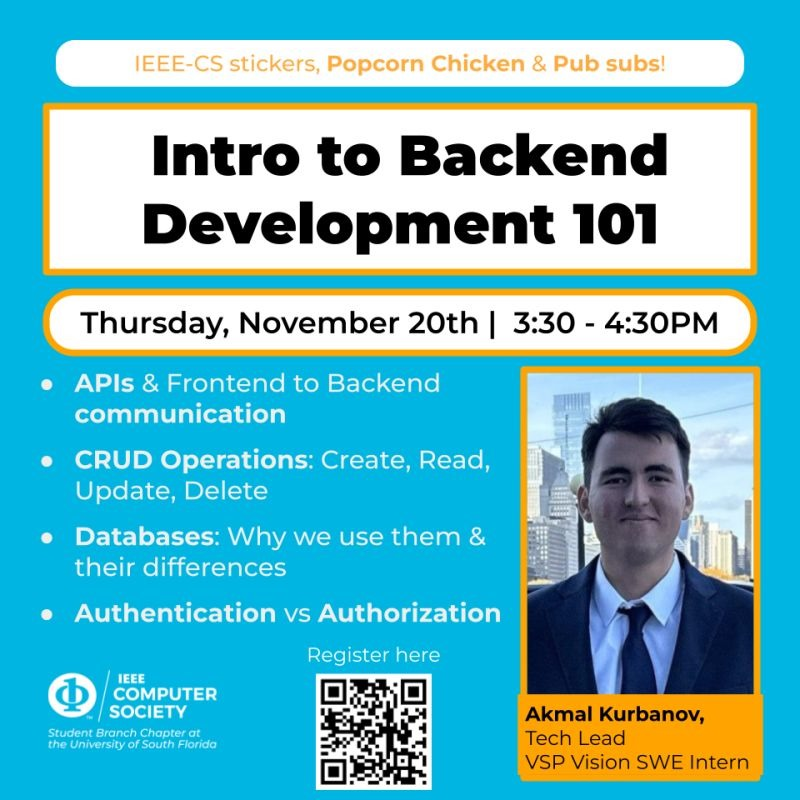 IEEE-CS stickers, Popcorn Chicken & Pub subs!
Intro to Backend
Development 101
Thursday, November 20th | 3:30 - 4:30PM
• APIs & Frontend to Backend
communication
• CRUD Operations: Create, Read,
Update, Delete
• Databases: Why we use them &
their differences
• Authentication vs Authorization
Register here
IEEE
COMPUTER
SOCIETY
TM
Student Branch Chapter at
the University of South Florida
Akmal Kurbanov,
Tech Lead
VSP Vision SWE Intern